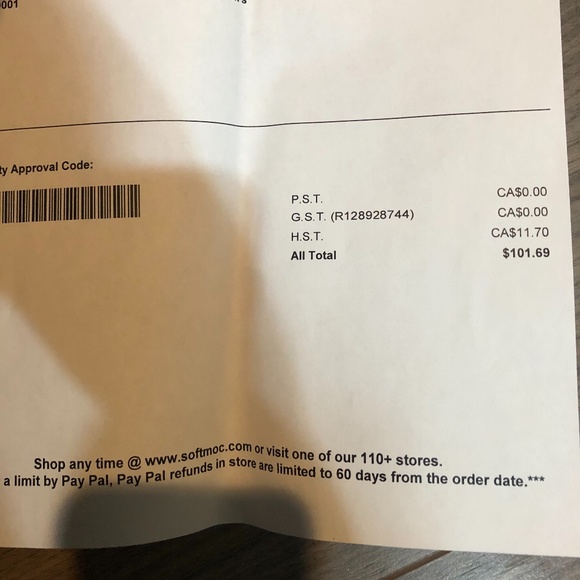 0001
ty Approval Code:
P.S.T. CA$0.00
G.S.T. (R128928744) CA$0.00
H.S.T. CA$11.70
All Total $101.69
Shop any time @ www.softmoc.com or visit one of our 110+ stores.
a limit by Pay Pal, Pay Pal refunds in store are limited to 60 days from the order date.***